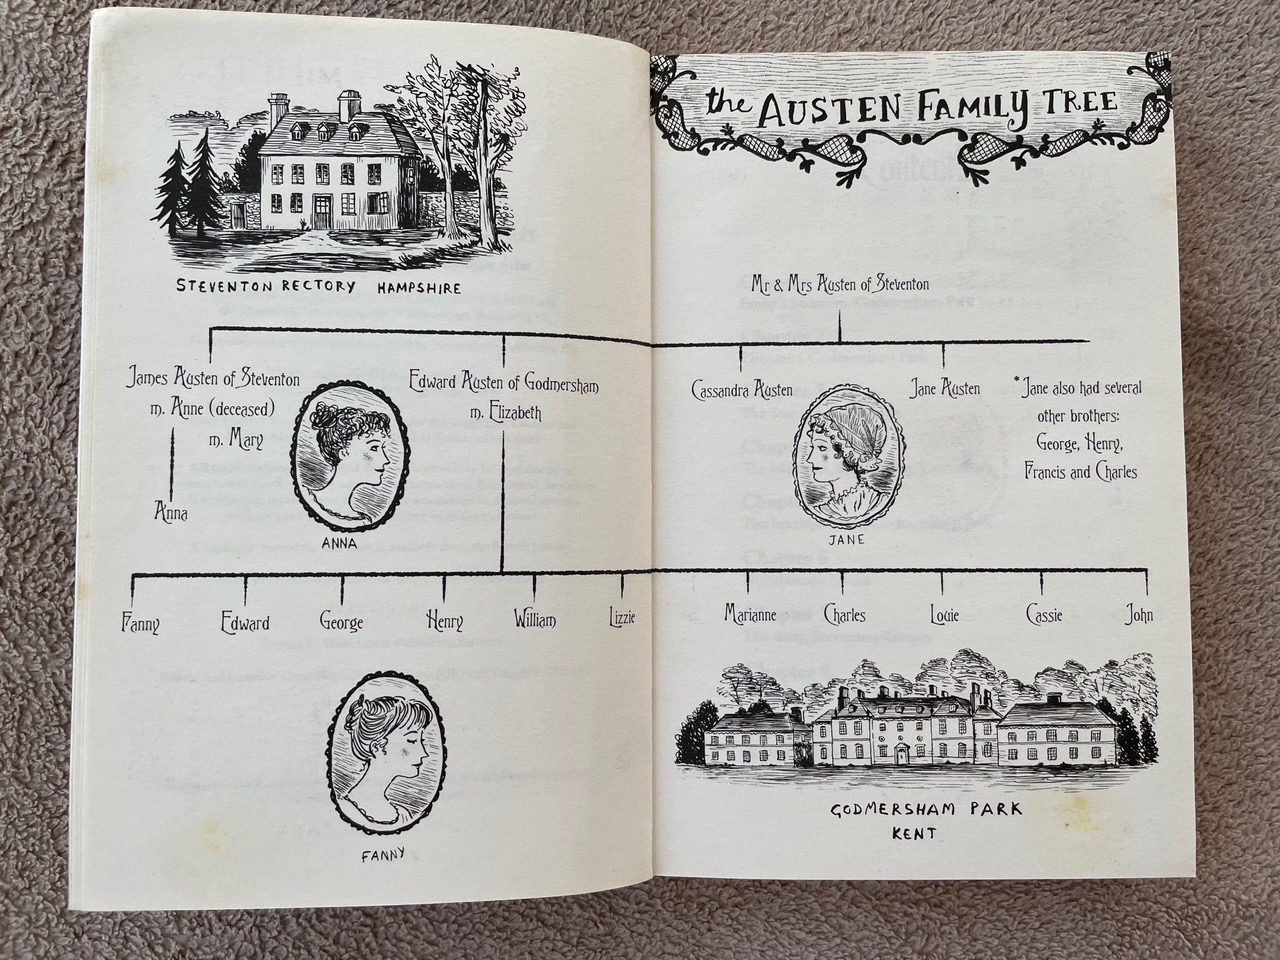 STEVENTON RECTORY HAMPSHIRE
the AUSTEN FAMILY TREE
Mr & Mrs Austen of Steventon
James Austen of Steventon
m. Anne (deceased)
m. Mary
Anna
ANNA
Edward Austen of Godmersham
m. Elizabeth
Cassandra Austen
Jane Austen
JANE
*Jane also had several
other brothers:
George, Henry,
Francis and Charles
Fanny Edward George Henry William Lizzie Marianne Charles Louie Cassie John
FANNY
GODMERSHAM PARK
KENT